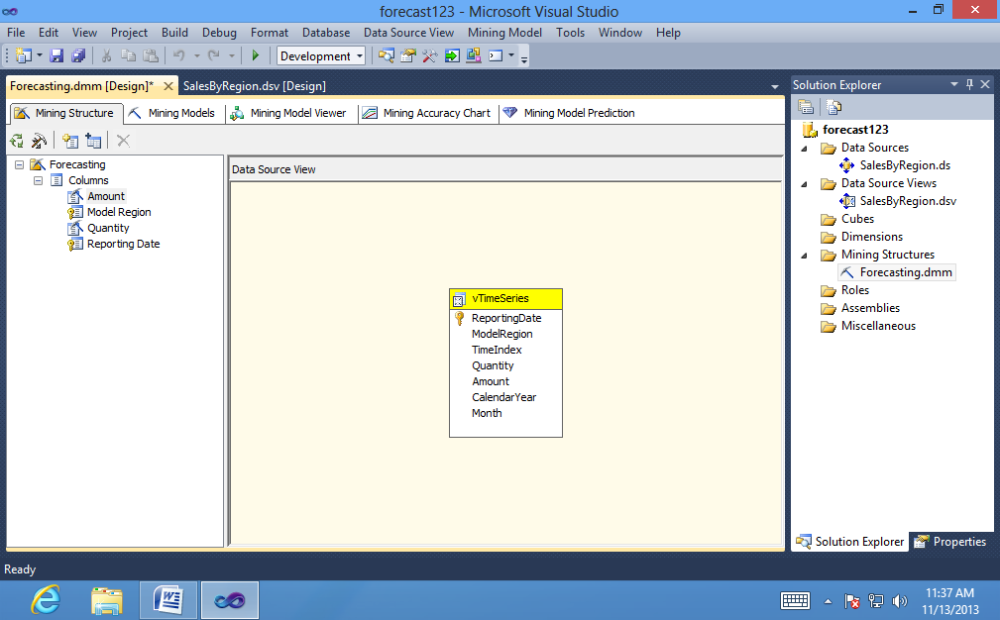 forecast123 - Microsoft Visual Studio
File Edit View Project Build Debug Format Database Data Source View Mining Model Tools Window Help
Development
Forecasting.dmm [Design]* SalesByRegion.dsv [Design]
Mining Structure Mining Models Mining Model Viewer Mining Accuracy Chart Mining Model Prediction
Forecasting
Columns
Amount
Model Region
Quantity
Reporting Date
Data Source View
vTimeSeries
ReportingDate
ModelRegion
TimeIndex
Quantity
Amount
CalendarYear
Month
Solution Explorer
forecast123
Data Sources
SalesByRegion.ds
Data Source Views
SalesByRegion.dsv
Cubes
Dimensions
Mining Structures
Forecasting.dmm
Roles
Assemblies
Miscellaneous
Solution Explorer Properties
Ready
11:37 AM
11/13/2013